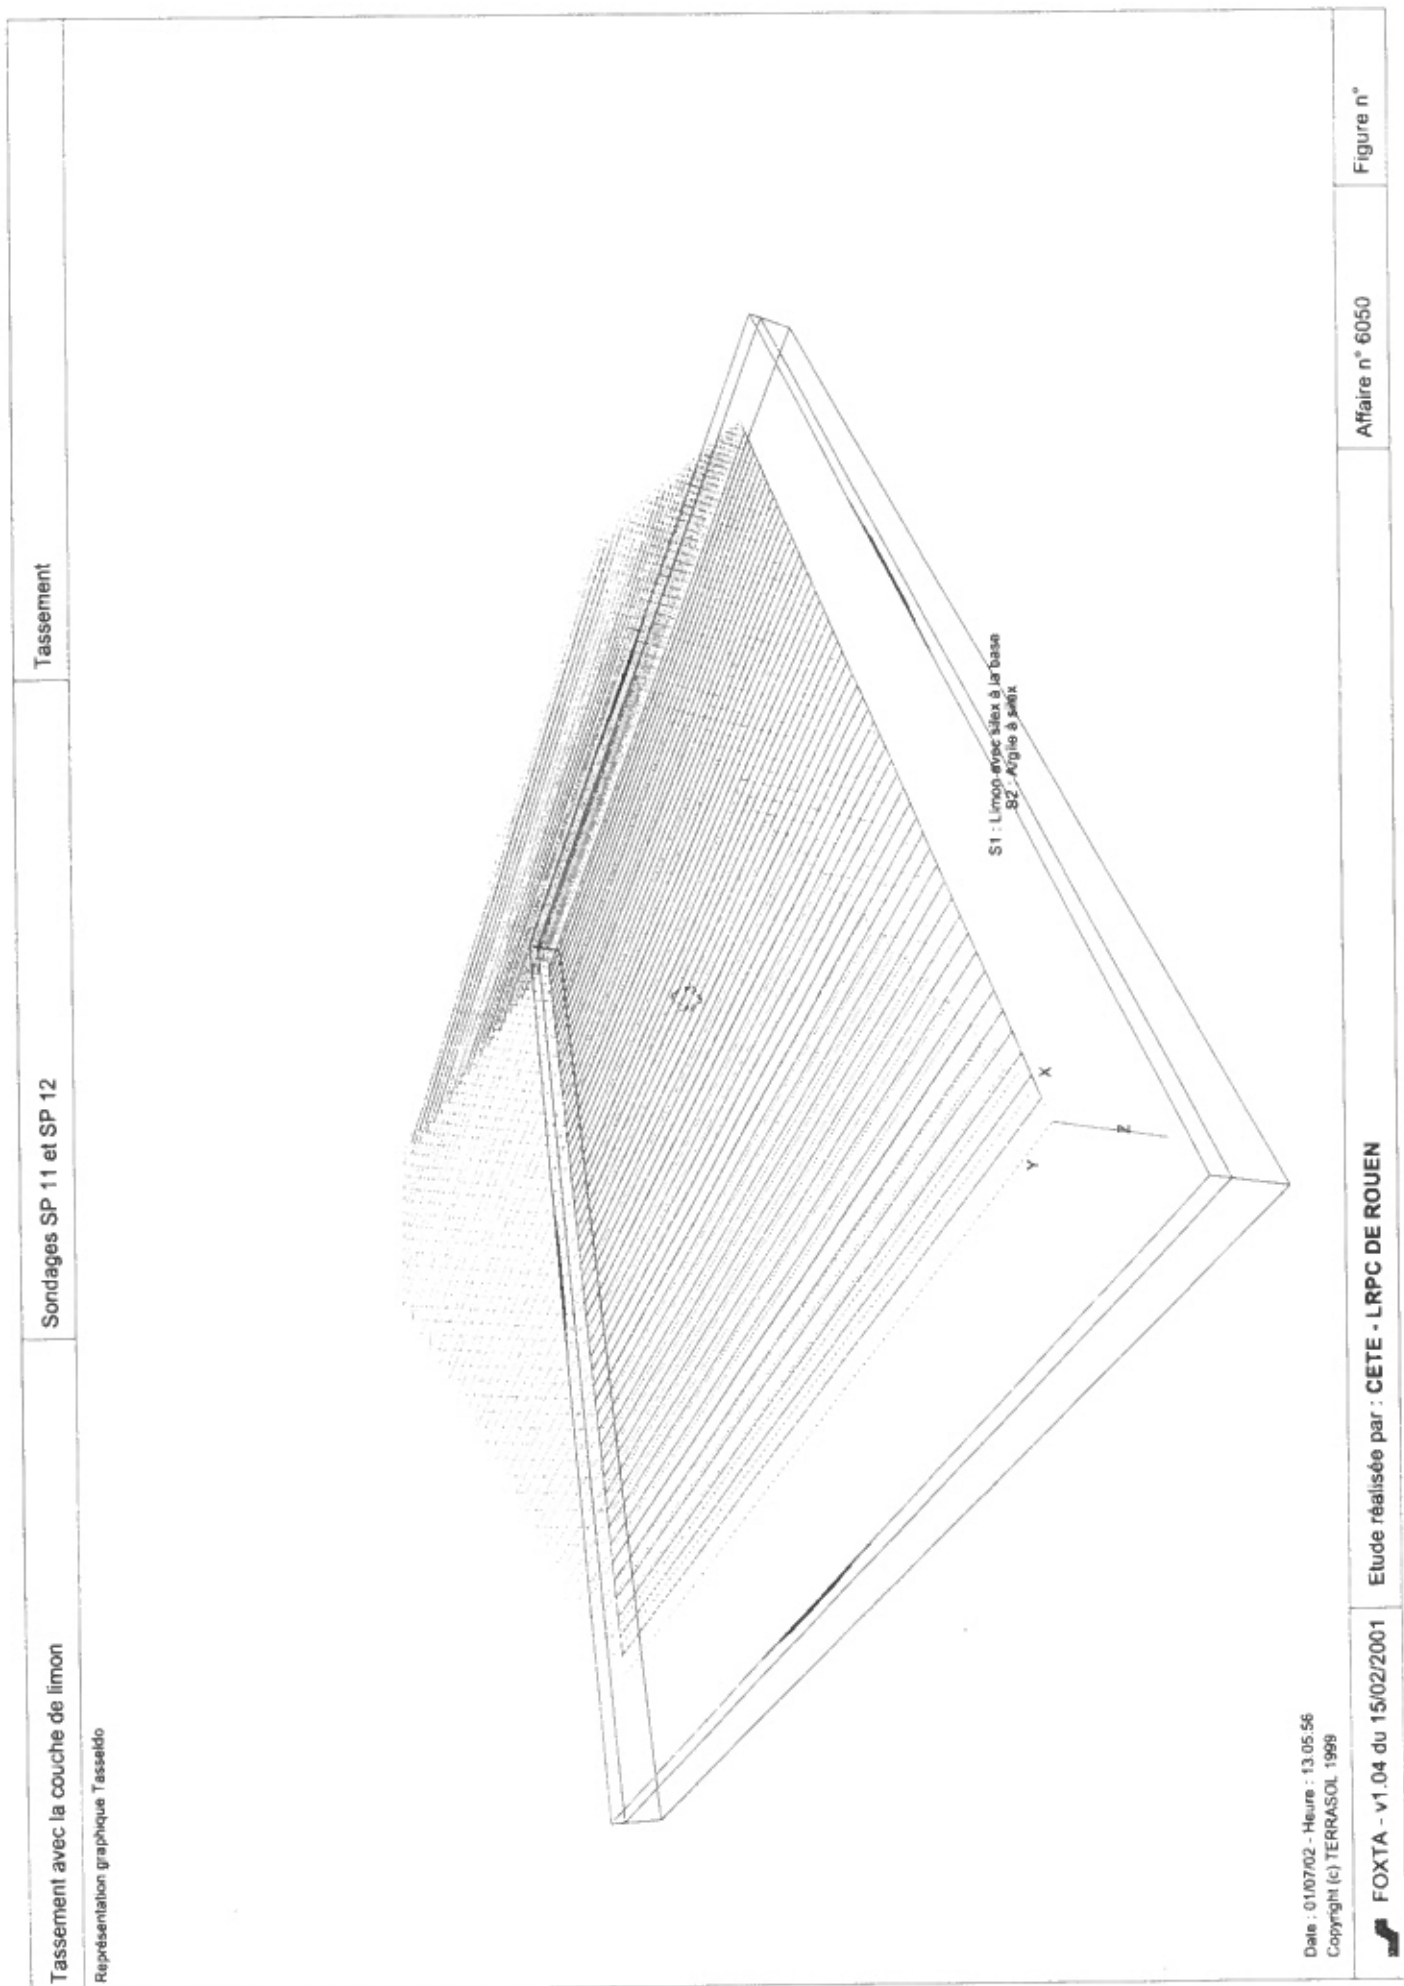 Tassement avec la couche de limon
Sondages SP 11 et SP 12
Tassement
Représentation graphique Tasseldo
S1 : Limon avec silex à la base
S2 : Argile à silex
Y
X
Z
Date : 01/07/02 - Heure : 13.05.56
Copyright (c) TERRASOL 1999
FOXTA - v1.04 du 15/02/2001
Etude réalisée par : CETE - LRPC DE ROUEN
Affaire n° 6050
Figure n°